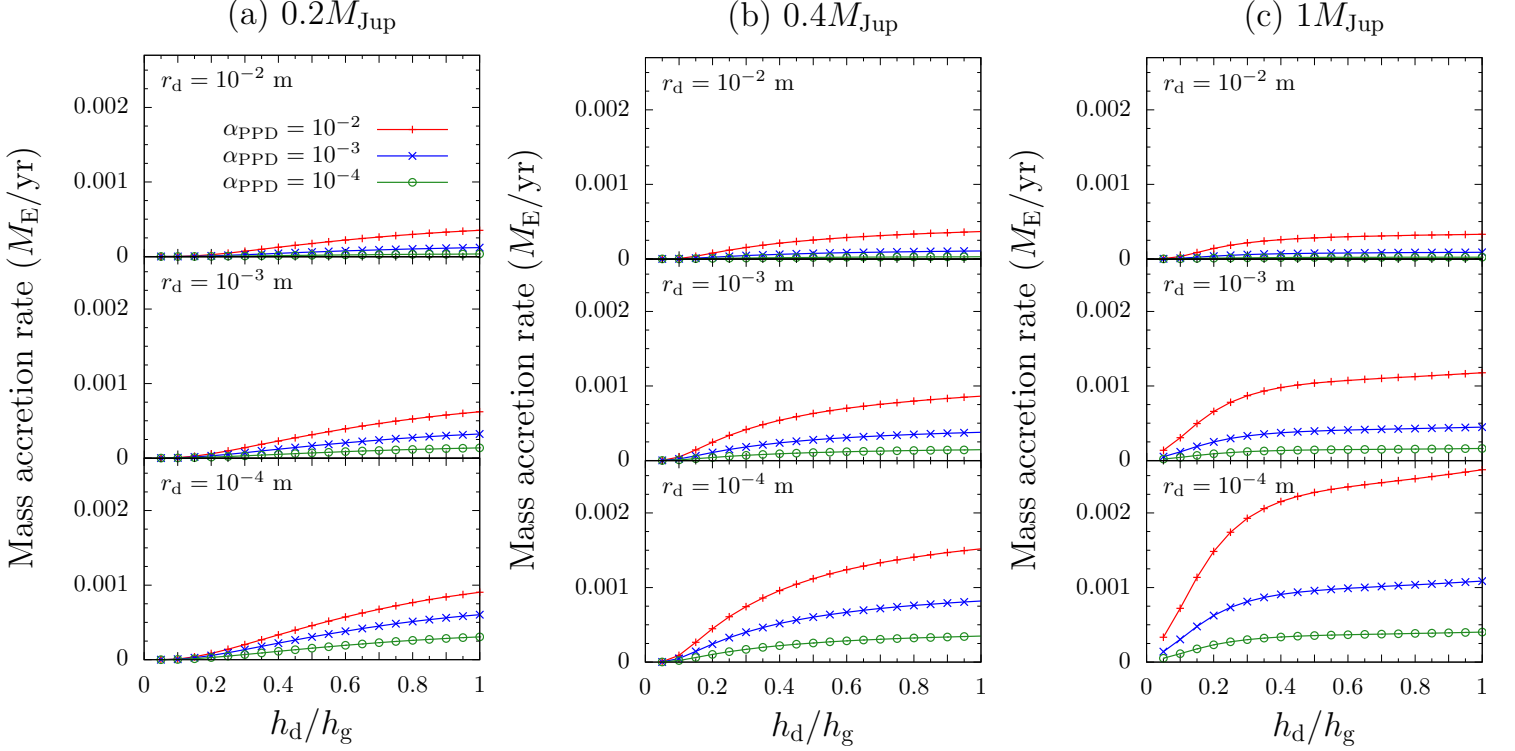 (a) 0.2M_Jup
Mass accretion rate (M_E/yr)
r_d = 10^−2 m
α_PPD = 10^−2
α_PPD = 10^−3
α_PPD = 10^−4
0.002
0.001
0
r_d = 10^−3 m
0.002
0.001
0
r_d = 10^−4 m
0.002
0.001
0
0 0.2 0.4 0.6 0.8 1
h_d/h_g
(b) 0.4M_Jup
Mass accretion rate (M_E/yr)
r_d = 10^−2 m
0.002
0.001
0
r_d = 10^−3 m
0.002
0.001
0
r_d = 10^−4 m
0.002
0.001
0
0 0.2 0.4 0.6 0.8 1
h_d/h_g
(c) 1M_Jup
Mass accretion rate (M_E/yr)
r_d = 10^−2 m
0.002
0.001
0
r_d = 10^−3 m
0.002
0.001
0
r_d = 10^−4 m
0.002
0.001
0
0 0.2 0.4 0.6 0.8 1
h_d/h_g